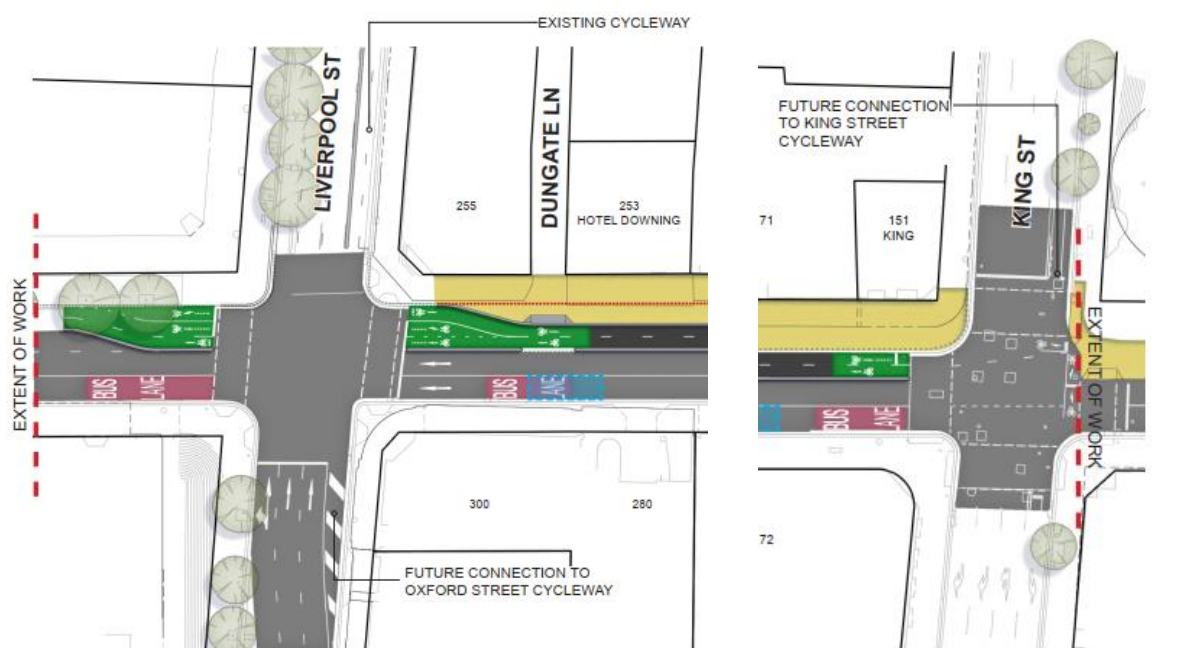 EXISTING CYCLEWAY
LIVERPOOL ST
DUNGATE LN
255
253
HOTEL DOWNING
EXTENT OF WORK
BUS
LANE
BUS
LANE
300
280
FUTURE CONNECTION TO
OXFORD STREET CYCLEWAY
FUTURE CONNECTION
TO KING STREET
CYCLEWAY
KING ST
71
151
KING
EXTENT OF WORK
BUS
LANE
72